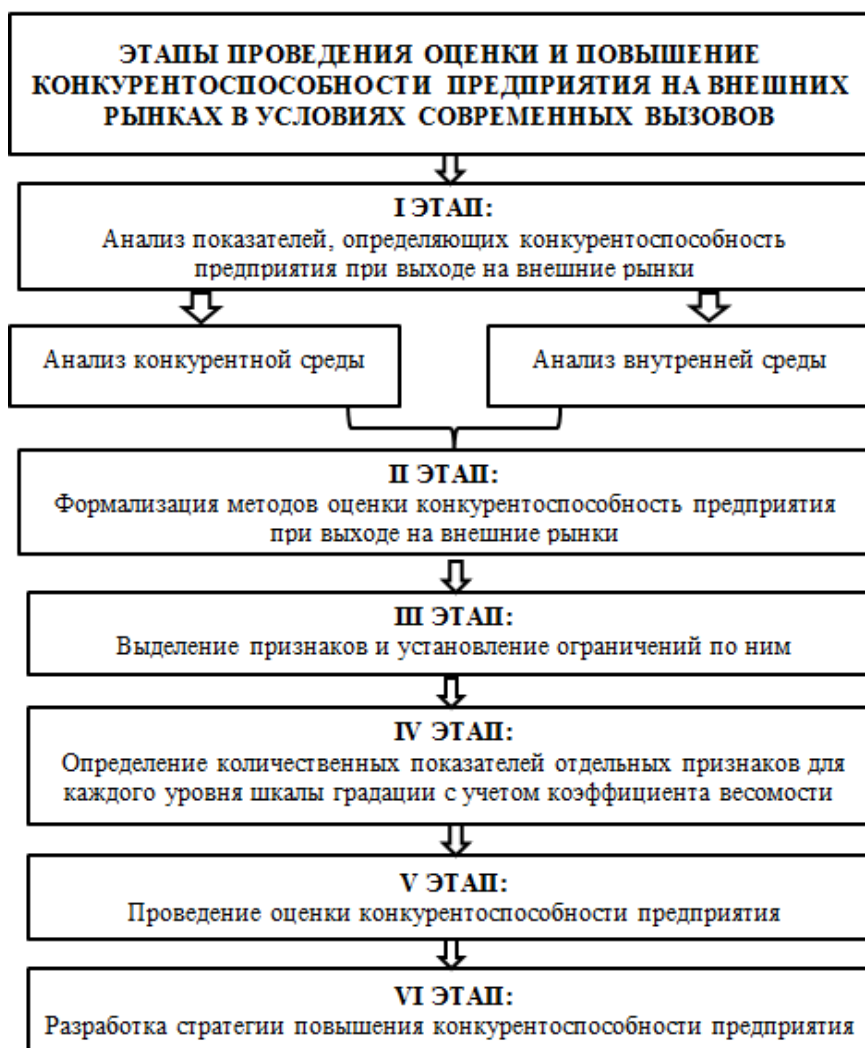 ЭТАПЫ ПРОВЕДЕНИЯ ОЦЕНКИ И ПОВЫШЕНИЕ
КОНКУРЕНТОСПОСОБНОСТИ ПРЕДПРИЯТИЯ НА ВНЕШНИХ
РЫНКАХ В УСЛОВИЯХ СОВРЕМЕННЫХ ВЫЗОВОВ
I ЭТАП:
Анализ показателей, определяющих конкурентоспособность
предприятия при выходе на внешние рынки
Анализ конкурентной среды
Анализ внутренней среды
II ЭТАП:
Формализация методов оценки конкурентоспособность предприятия
при выходе на внешние рынки
III ЭТАП:
Выделение признаков и установление ограничений по ним
IV ЭТАП:
Определение количественных показателей отдельных признаков для
каждого уровня шкалы градации с учетом коэффициента весомости
V ЭТАП:
Проведение оценки конкурентоспособности предприятия
VI ЭТАП:
Разработка стратегии повышения конкурентоспособности предприятия